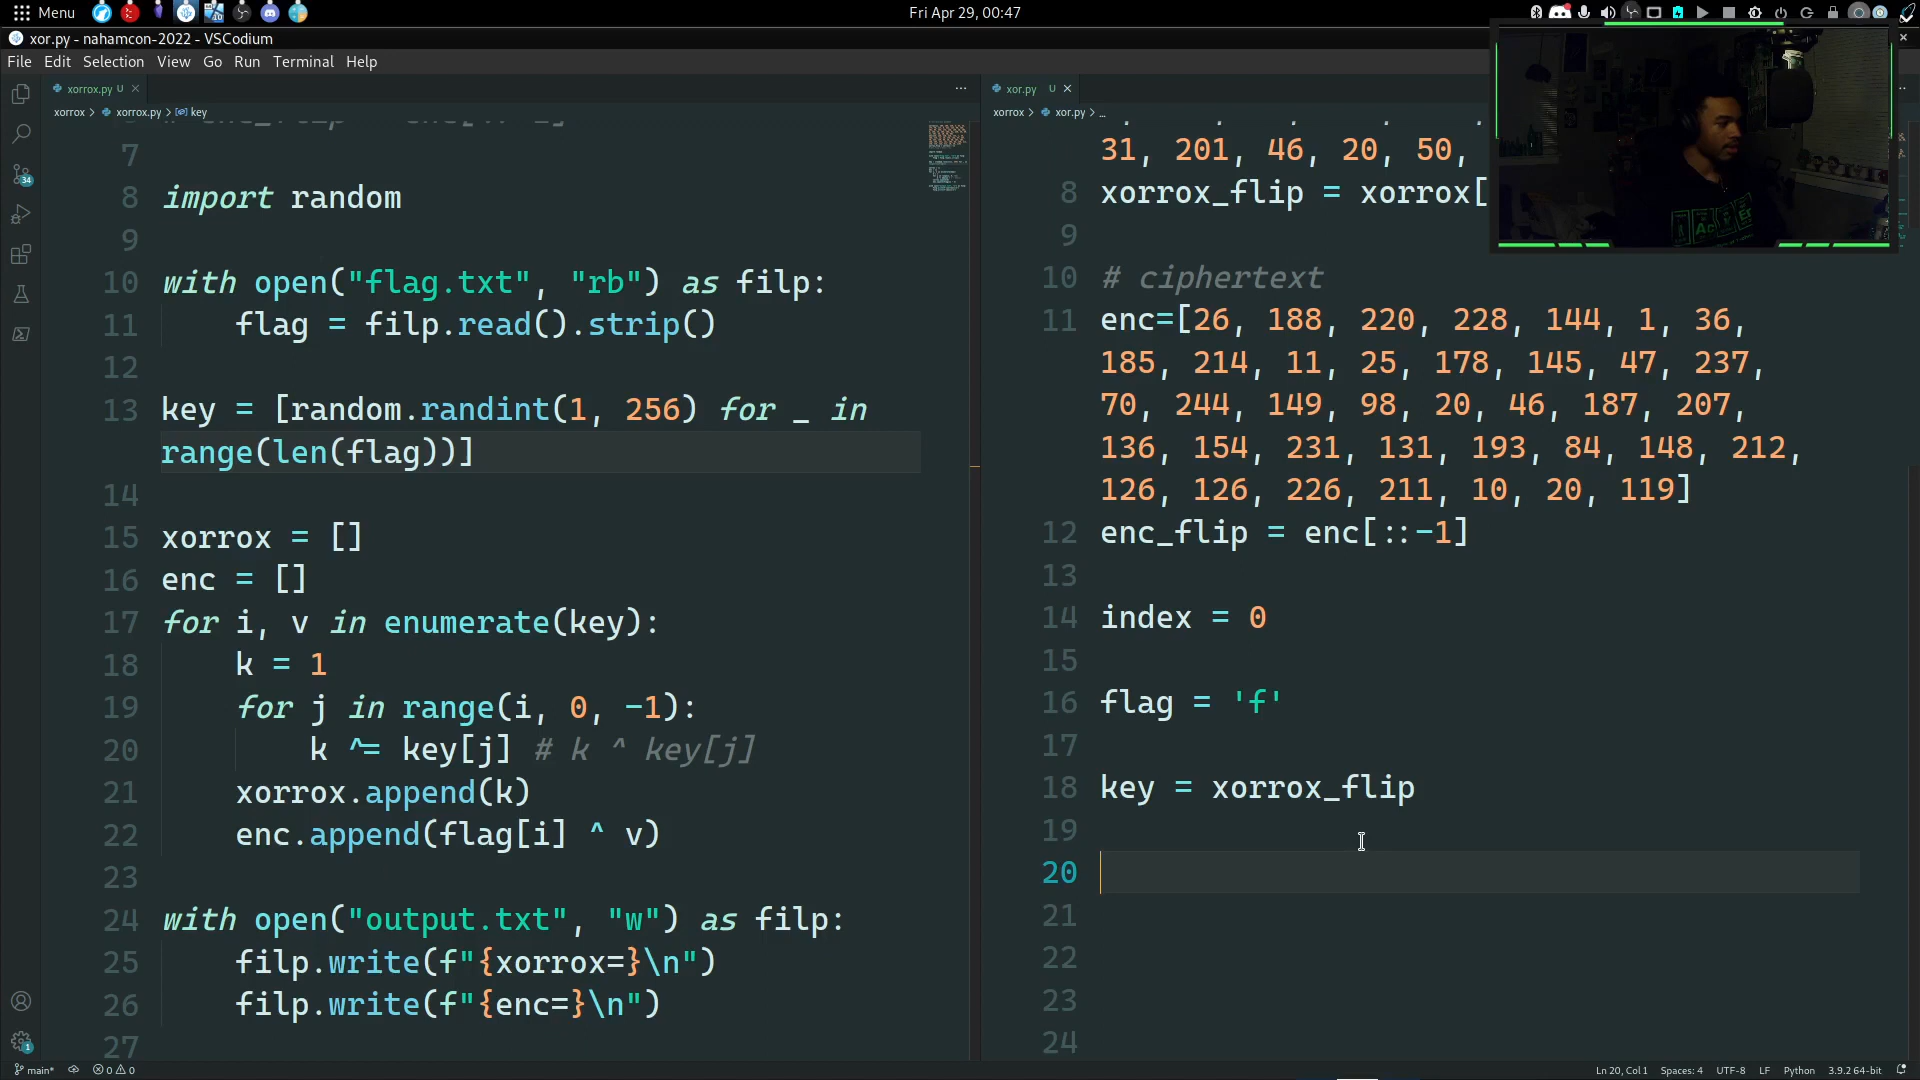 Menu
Fri Apr 29, 00:47
xor.py - nahamcon-2022 - VSCodium
File Edit Selection View Go Run Terminal Help
xorrox.py U
xorrox > xorrox.py > key
7
8 import random
9
10 with open("flag.txt", "rb") as filp:
11 flag = filp.read().strip()
12
13 key = [random.randint(1, 256) for _ in
range(len(flag))]
14
15 xorrox = []
16 enc = []
17 for i, v in enumerate(key):
18 k = 1
19 for j in range(i, 0, -1):
20 k ^= key[j] # k ^ key[j]
21 xorrox.append(k)
22 enc.append(flag[i] ^ v)
23
24 with open("output.txt", "w") as filp:
25 filp.write(f"{xorrox=}\n")
26 filp.write(f"{enc=}\n")
27
xor.py U
xorrox > xor.py > ...
31, 201, 46, 20, 50,
8 xorrox_flip = xorrox[
9
10 # ciphertext
11 enc=[26, 188, 220, 228, 144, 1, 36,
185, 214, 11, 25, 178, 145, 47, 237,
70, 244, 149, 98, 20, 46, 187, 207,
136, 154, 231, 131, 193, 84, 148, 212,
126, 126, 226, 211, 10, 20, 119]
12 enc_flip = enc[::-1]
13
14 index = 0
15
16 flag = 'f'
17
18 key = xorrox_flip
19
20
21
22
23
24
34
1
main* 0 0
Ln 20, Col 1 Spaces: 4 UTF-8 LF Python 3.9.2 64-bit